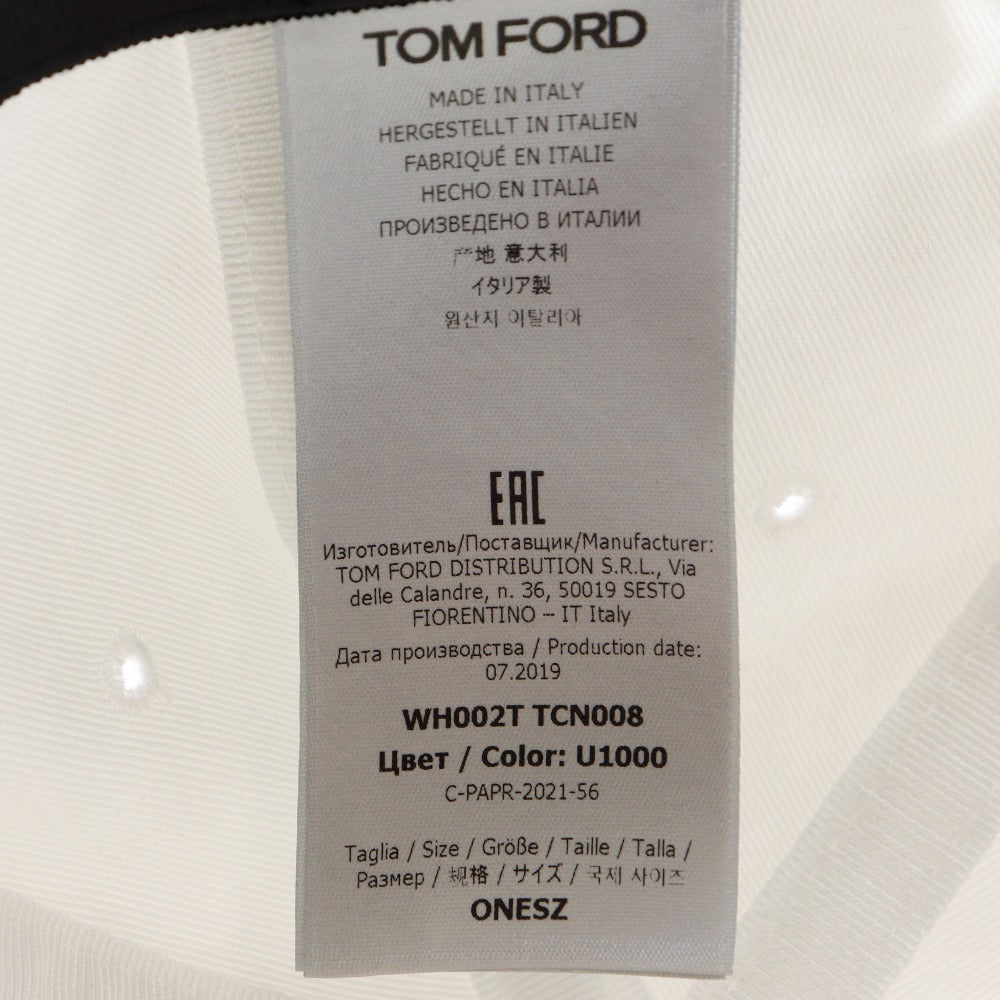 TOM FORD
MADE IN ITALY
HERGESTELLT IN ITALIEN
FABRIQUÉ EN ITALIE
HECHO EN ITALIA
ПРОИЗВЕДЕНО В ИТАЛИИ
产地 意大利
イタリア製
원산지 이탈리아
EAC
Изготовитель/Поставщик/Manufacturer:
TOM FORD DISTRIBUTION S.R.L., Via
delle Calandre, n. 36, 50019 SESTO
FIORENTINO – IT Italy
Дата производства / Production date:
07.2019
WH002T TCN008
Цвет / Color: U1000
C-PAPR-2021-56
Taglia / Size / Größe / Taille / Talla /
Размер / 规格 / サイズ / 국제 사이즈
ONESZ